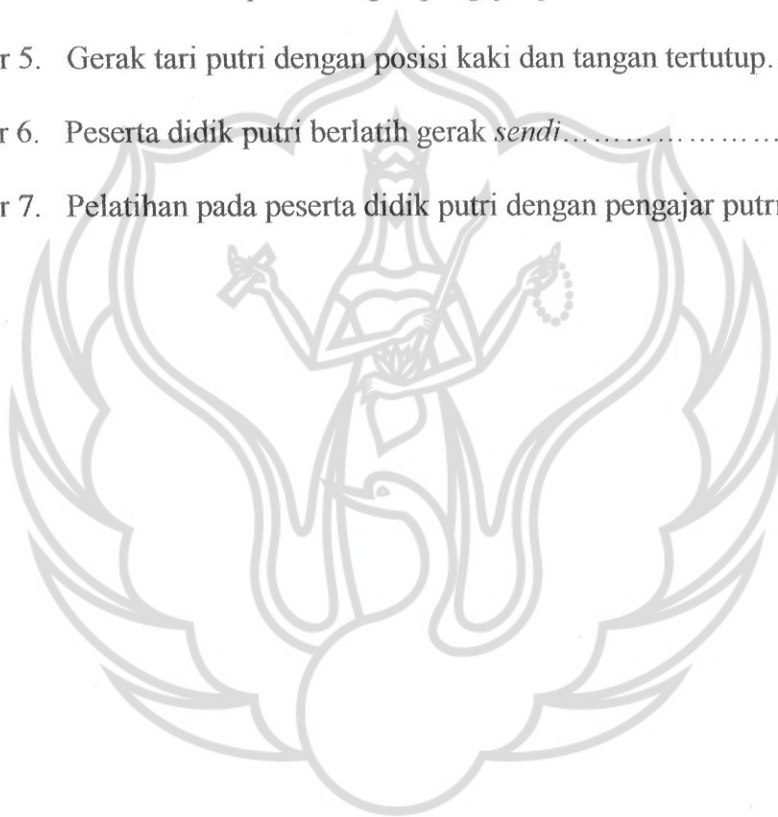 r 5. Gerak tari putri dengan posisi kaki dan tangan tertutup.
r 6. Peserta didik putri berlatih gerak sendi.......................
r 7. Pelatihan pada peserta didik putri dengan pengajar putri